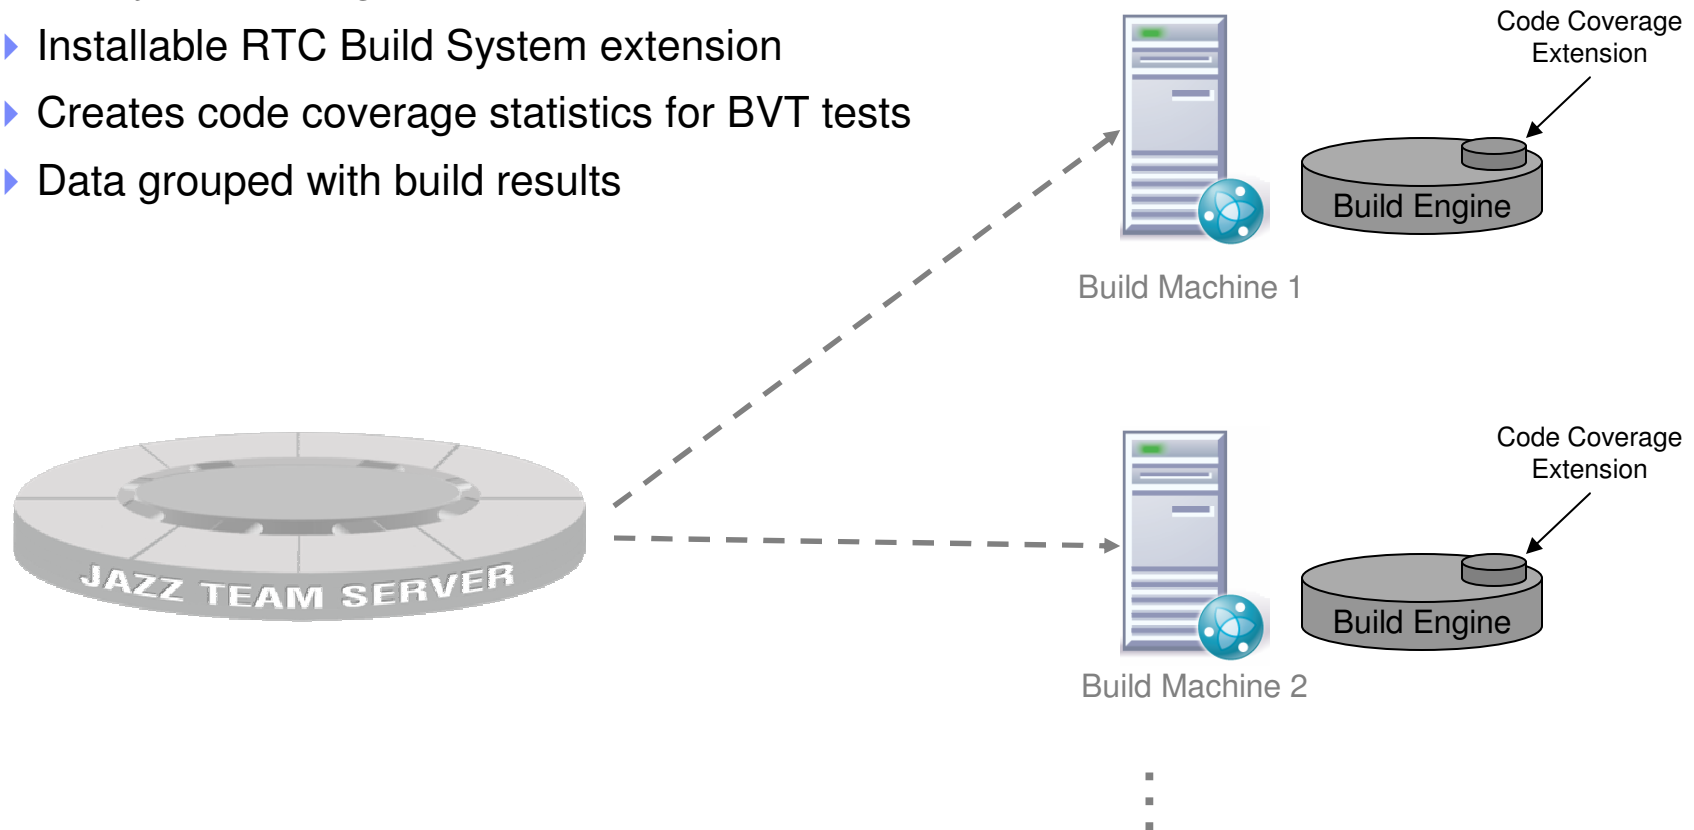 Installable RTC Build System extension
Creates code coverage statistics for BVT tests
Data grouped with build results
Code Coverage
Extension
Build Engine
Build Machine 1
JAZZ TEAM SERVER
Code Coverage
Extension
Build Engine
Build Machine 2